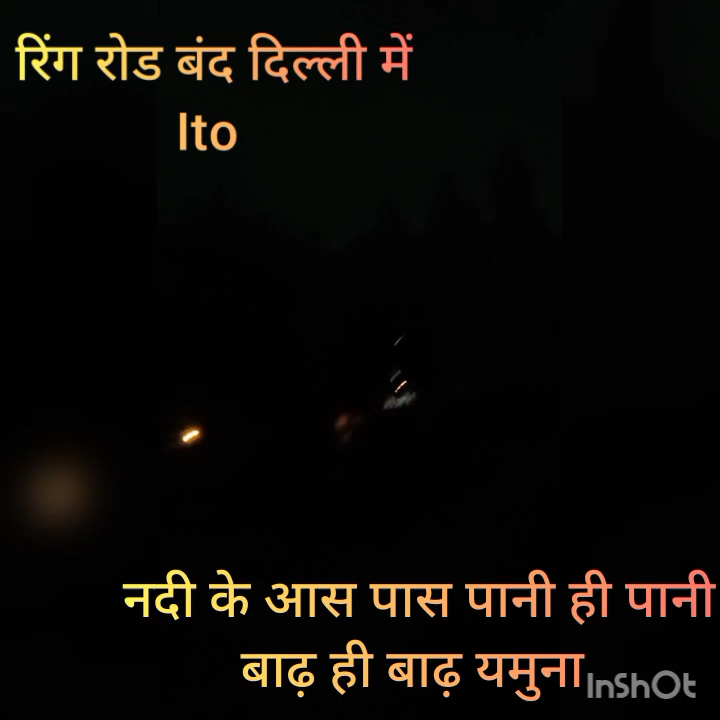 रिंग रोड बंद दिल्ली में
Ito
नदी के आस पास पानी ही पानी
बाढ़ ही बाढ़ यमुना
InShOt